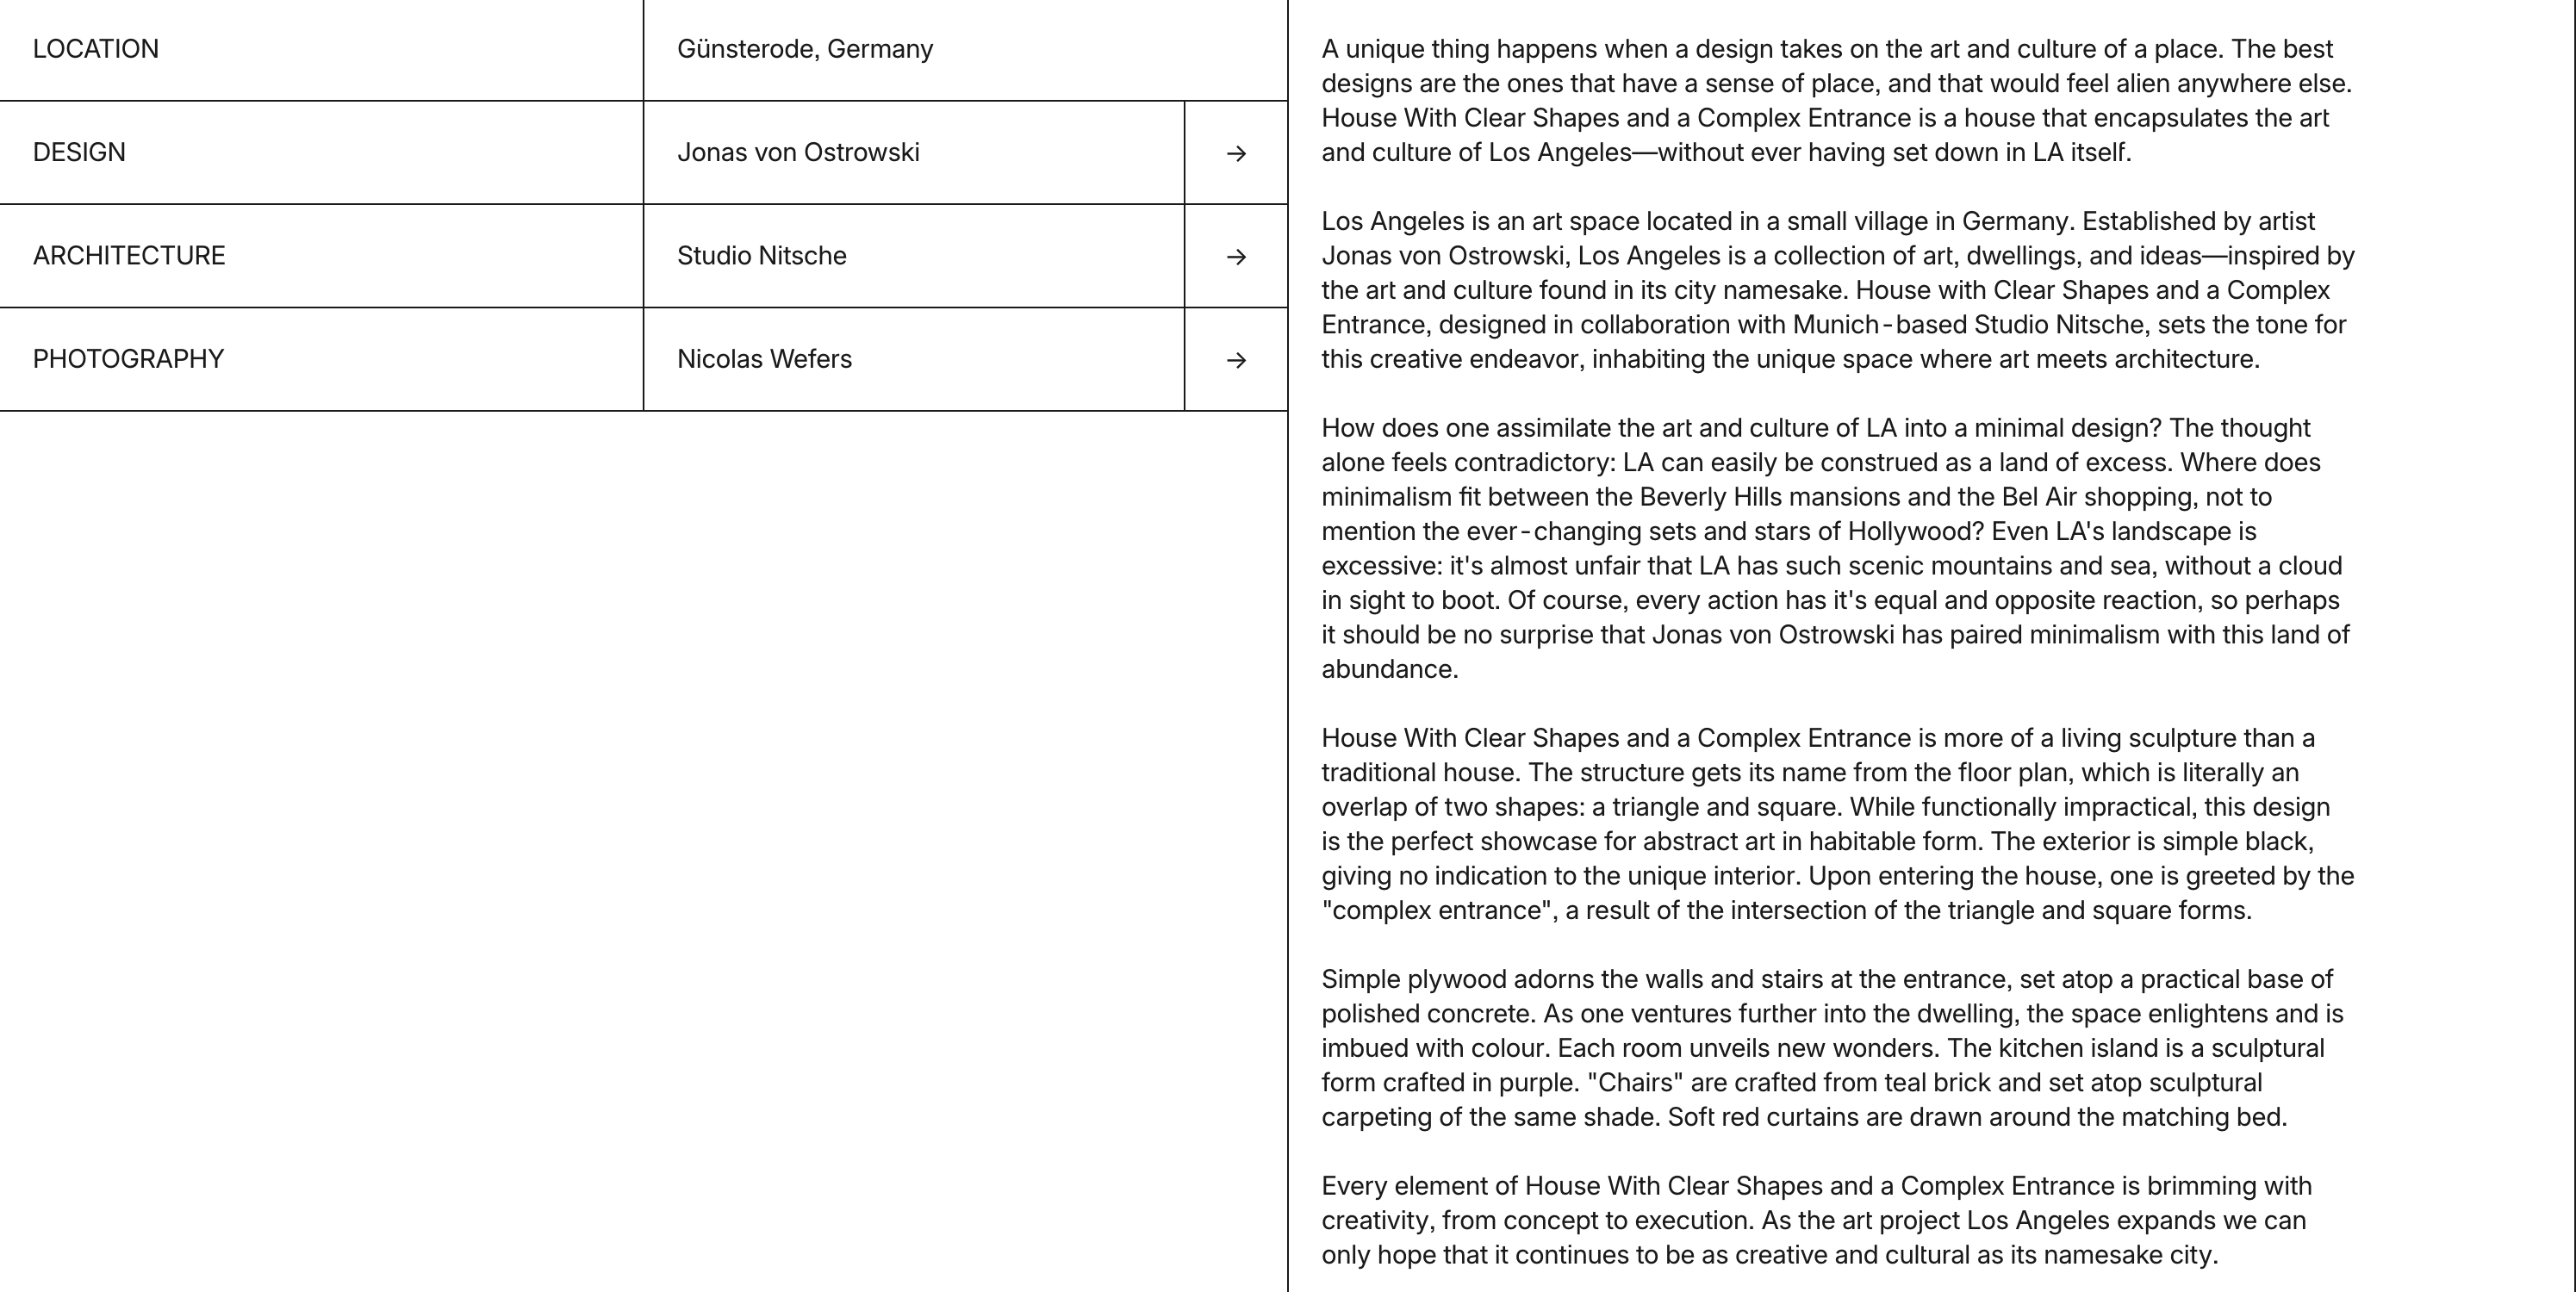 LOCATION
Günsterode, Germany
DESIGN
Jonas von Ostrowski
→
ARCHITECTURE
Studio Nitsche
→
PHOTOGRAPHY
Nicolas Wefers
→
A unique thing happens when a design takes on the art and culture of a place. The best
designs are the ones that have a sense of place, and that would feel alien anywhere else.
House With Clear Shapes and a Complex Entrance is a house that encapsulates the art
and culture of Los Angeles—without ever having set down in LA itself.
Los Angeles is an art space located in a small village in Germany. Established by artist
Jonas von Ostrowski, Los Angeles is a collection of art, dwellings, and ideas—inspired by
the art and culture found in its city namesake. House with Clear Shapes and a Complex
Entrance, designed in collaboration with Munich-based Studio Nitsche, sets the tone for
this creative endeavor, inhabiting the unique space where art meets architecture.
How does one assimilate the art and culture of LA into a minimal design? The thought
alone feels contradictory: LA can easily be construed as a land of excess. Where does
minimalism fit between the Beverly Hills mansions and the Bel Air shopping, not to
mention the ever-changing sets and stars of Hollywood? Even LA's landscape is
excessive: it's almost unfair that LA has such scenic mountains and sea, without a cloud
in sight to boot. Of course, every action has it's equal and opposite reaction, so perhaps
it should be no surprise that Jonas von Ostrowski has paired minimalism with this land of
abundance.
House With Clear Shapes and a Complex Entrance is more of a living sculpture than a
traditional house. The structure gets its name from the floor plan, which is literally an
overlap of two shapes: a triangle and square. While functionally impractical, this design
is the perfect showcase for abstract art in habitable form. The exterior is simple black,
giving no indication to the unique interior. Upon entering the house, one is greeted by the
"complex entrance", a result of the intersection of the triangle and square forms.
Simple plywood adorns the walls and stairs at the entrance, set atop a practical base of
polished concrete. As one ventures further into the dwelling, the space enlightens and is
imbued with colour. Each room unveils new wonders. The kitchen island is a sculptural
form crafted in purple. "Chairs" are crafted from teal brick and set atop sculptural
carpeting of the same shade. Soft red curtains are drawn around the matching bed.
Every element of House With Clear Shapes and a Complex Entrance is brimming with
creativity, from concept to execution. As the art project Los Angeles expands we can
only hope that it continues to be as creative and cultural as its namesake city.